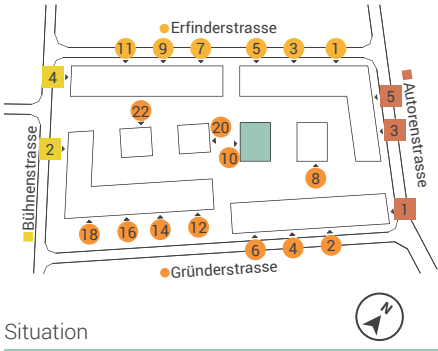 Erfinderstrasse
11 9 7 5 3 1
4
5
Autorenstrasse
22
20
3
10
2
8
Bühnenstrasse
1
18 16 14 12
6 4 2
Gründerstrasse
N
Situation